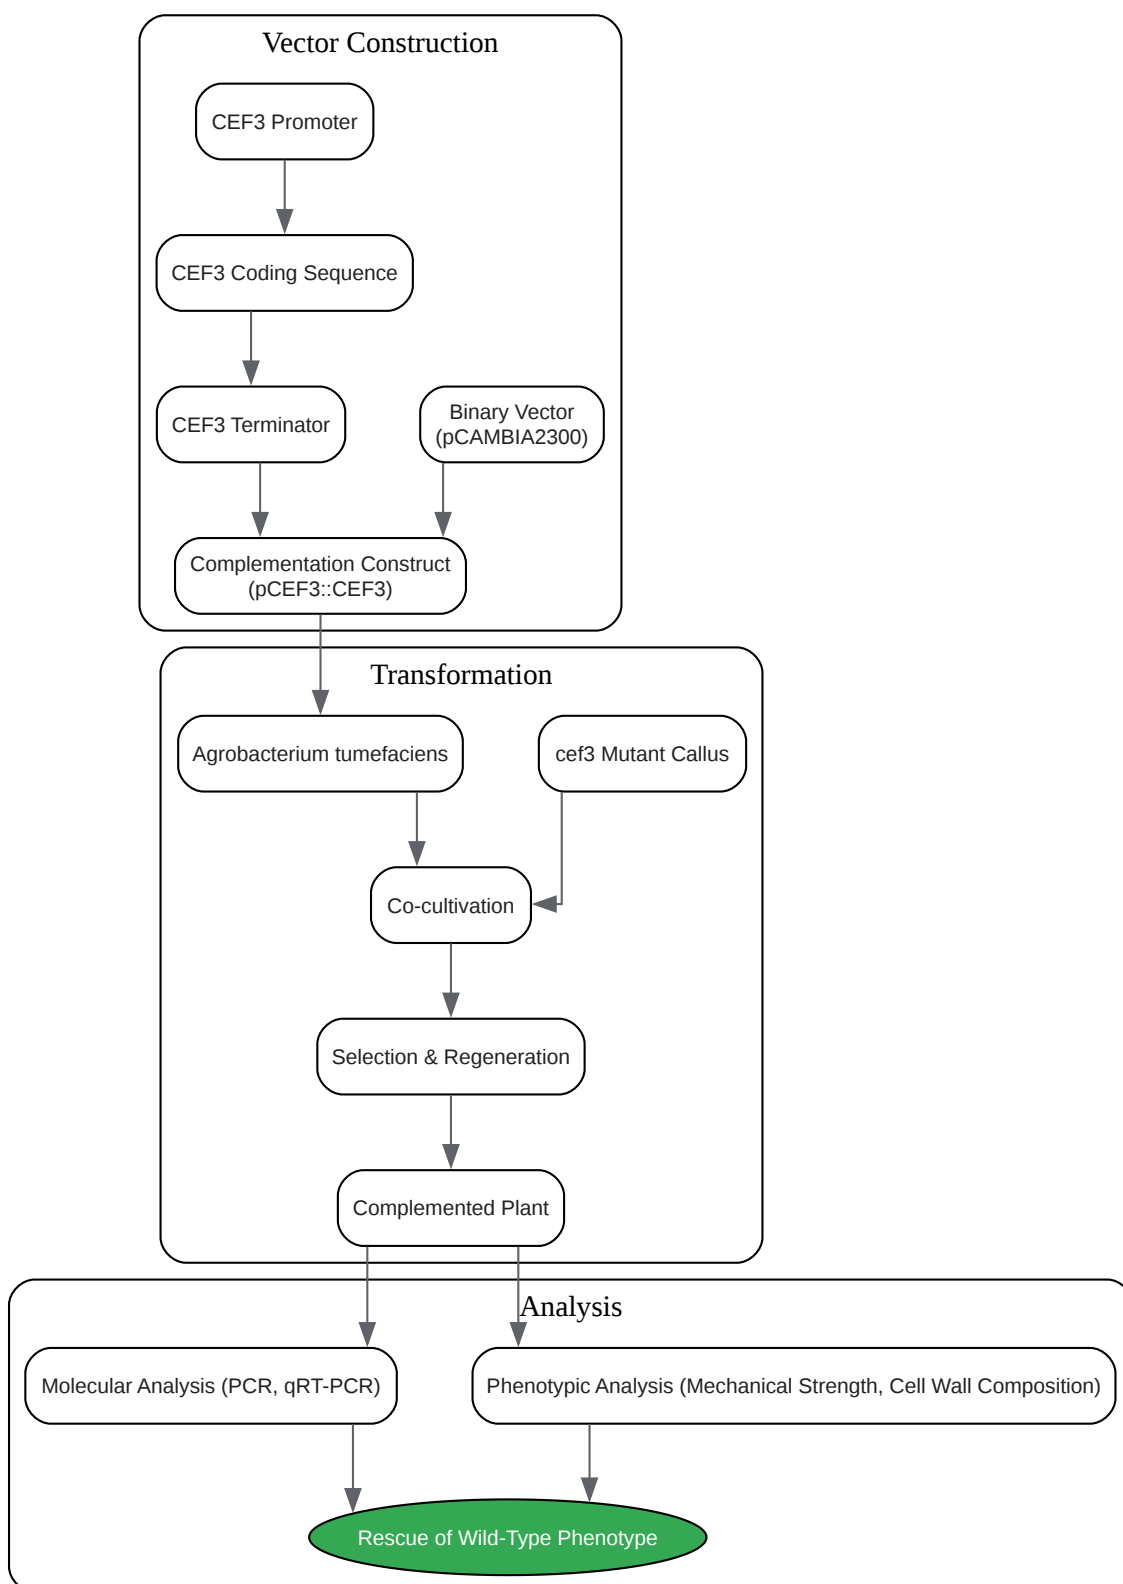 Vector Construction
CEF3 Promoter
CEF3 Coding Sequence
CEF3 Terminator
Binary Vector
(pCAMBIA2300)
Complementation Construct
(pCEF3::CEF3)
Transformation
Agrobacterium tumefaciens
cef3 Mutant Callus
Co-cultivation
Selection & Regeneration
Complemented Plant
Analysis
Molecular Analysis (PCR, qRT-PCR)
Phenotypic Analysis (Mechanical Strength, Cell Wall Composition)
Rescue of Wild-Type Phenotype